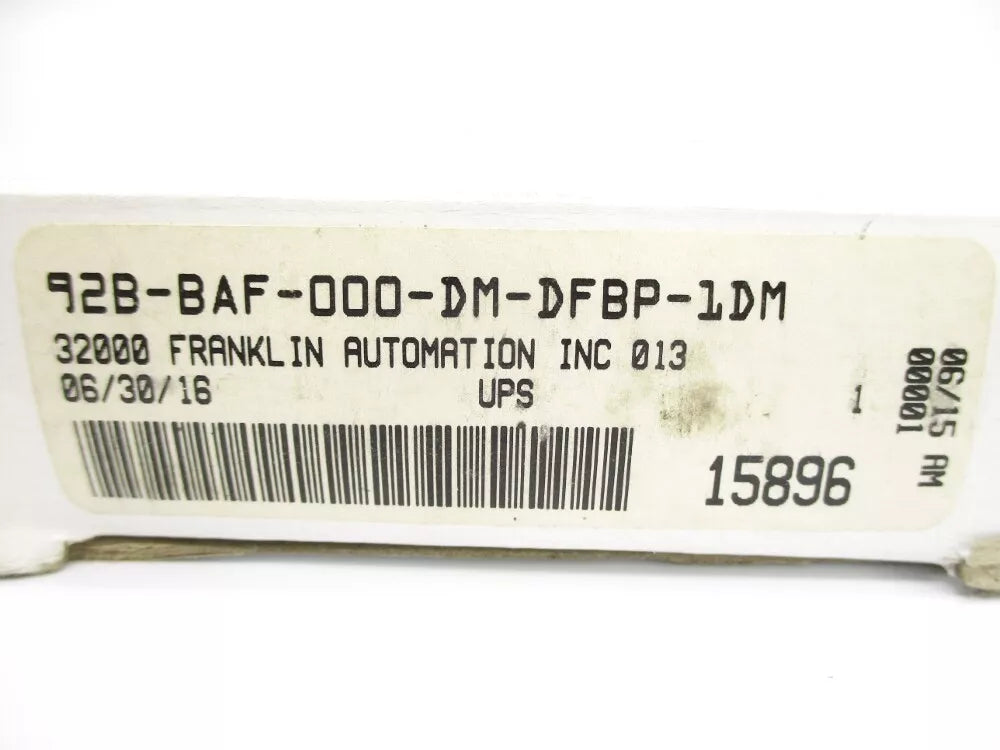 92B-BAF-000-DM-DFBP-1DM
32000 FRANKLIN AUTOMATION INC 013
06/30/16 UPS 1
15896
06/15 AM
00001